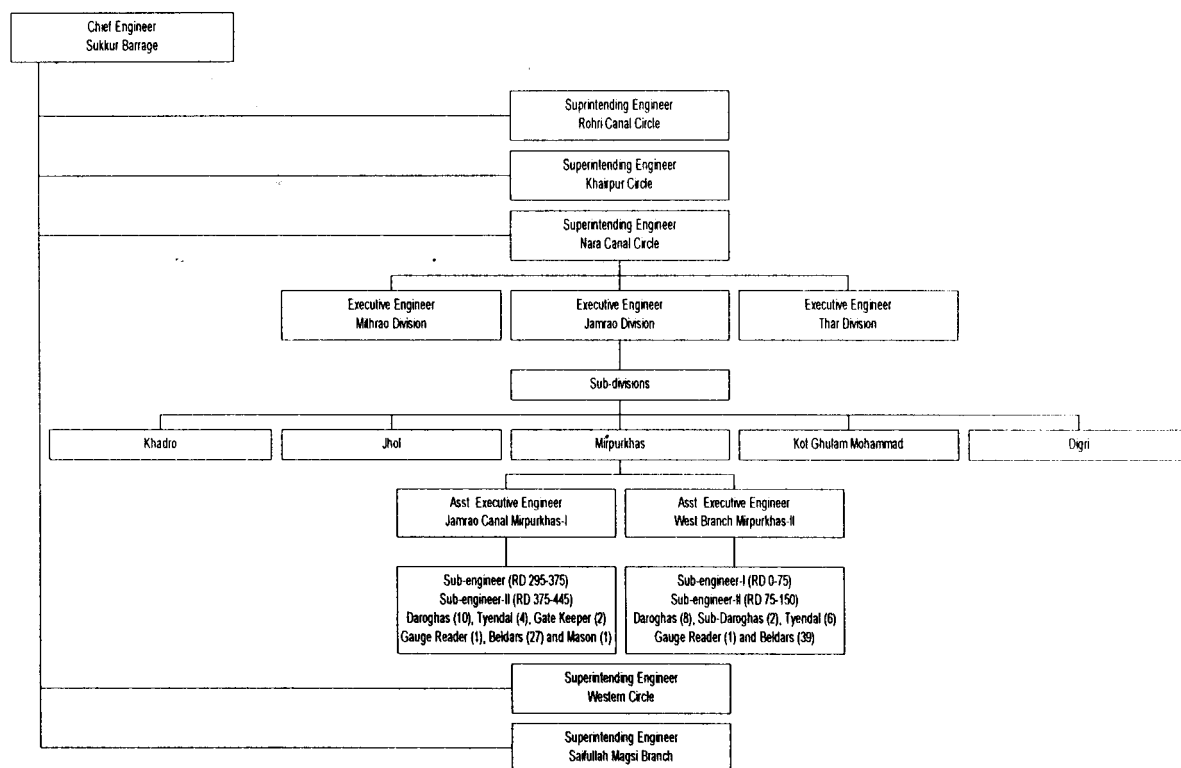 Chief Engineer
Sukkur Barrage
Suprintending Engineer
Rohri Canal Circle
Superintending Engineer
Khairpur Circle
Superintending Engineer
Nara Canal Circle
Executive Engineer
Mithrao Division
Executive Engineer
Jamrao Division
Executive Engineer
Thar Division
Sub-divisions
Khadro
Jhol
Mirpurkhas
Kot Ghulam Mohammad
Digri
Asst Executive Engineer
Jamrao Canal Mirpurkhas-I
Asst Executive Engineer
West Branch Mirpurkhas-II
Sub-engineer (RD 295-375)
Sub-engineer-II (RD 375-445)
Daroghas (10), Tyendal (4), Gate Keeper (2)
Gauge Reader (1), Beldars (27) and Mason (1)
Sub-engineer-I (RD 0-75)
Sub-engineer-II (RD 75-150)
Daroghas (8), Sub-Daroghas (2), Tyendal (6)
Gauge Reader (1) and Beldars (39)
Superintending Engineer
Western Circle
Superintending Engineer
Saifullah Magsi Branch